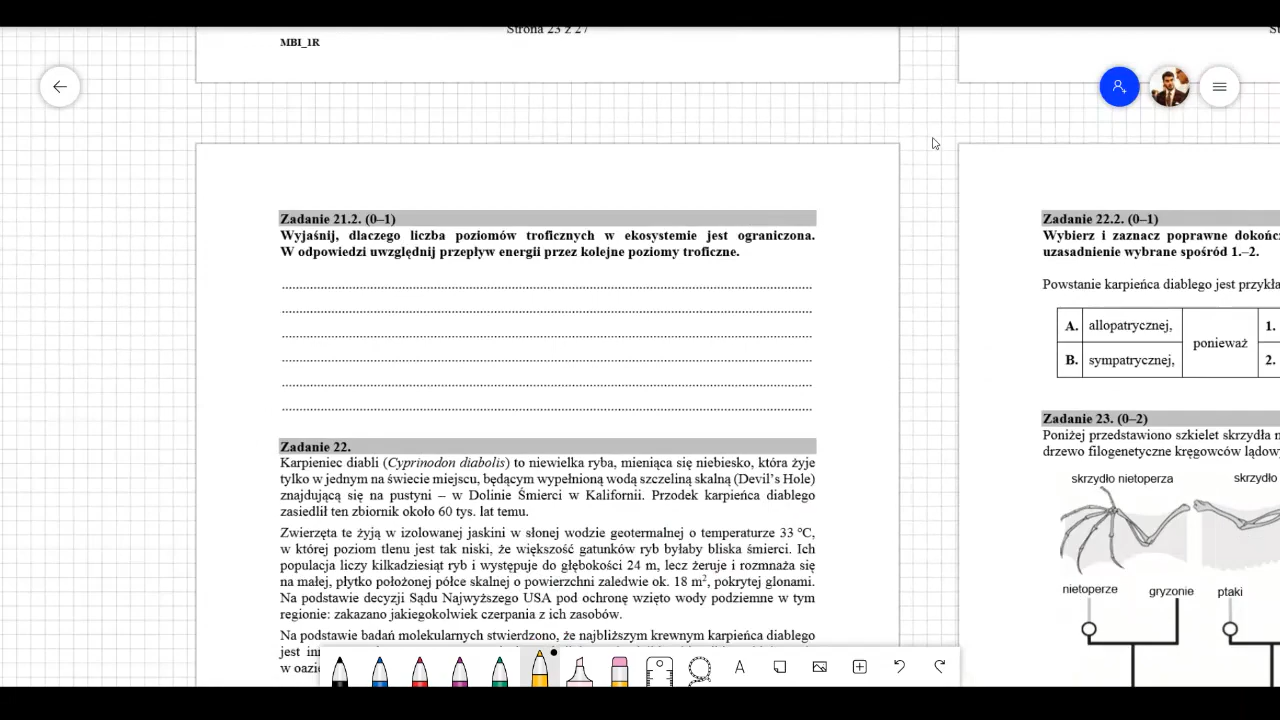 Strona 23 z 27
MBI_1R
Zadanie 21.2. (0–1)
Wyjaśnij, dlaczego liczba poziomów troficznych w ekosystemie jest ograniczona.
W odpowiedzi uwzględnij przepływ energii przez kolejne poziomy troficzne.
Zadanie 22.
Karpieniec diabli (Cyprinodon diabolis) to niewielka ryba, mieniąca się niebiesko, która żyje
tylko w jednym na świecie miejscu, będącym wypełnioną wodą szczeliną skalną (Devil's Hole)
znajdującą się na pustyni – w Dolinie Śmierci w Kalifornii. Przodek karpieńca diablego
zasiedlił ten zbiornik około 60 tys. lat temu.
Zwierzęta te żyją w izolowanej jaskini w słonej wodzie geotermalnej o temperaturze 33 °C,
w której poziom tlenu jest tak niski, że większość gatunków ryb byłaby bliska śmierci. Ich
populacja liczy kilkadziesiąt ryb i występuje do głębokości 24 m, lecz żeruje i rozmnaża się
na małej, płytko położonej półce skalnej o powierzchni zaledwie ok. 18 m², pokrytej glonami.
Na podstawie decyzji Sądu Najwyższego USA pod ochronę wzięto wody podziemne w tym
regionie: zakazano jakiegokolwiek czerpania z ich zasobów.
Na podstawie badań molekularnych stwierdzono, że najbliższym krewnym karpieńca diablego
jest
w oazie
Zadanie 22.2. (0–1)
Wybierz i zaznacz poprawne dokończ
uzasadnienie wybrane spośród 1.–2.
Powstanie karpieńca diablego jest przykła
A. allopatrycznej,
ponieważ
1.
B. sympatrycznej,
2.
Zadanie 23. (0–2)
Poniżej przedstawiono szkielet skrzydła n
drzewo filogenetyczne kręgowców lądowy
skrzydło nietoperza
skrzydło
nietoperze
gryzonie
ptaki
A